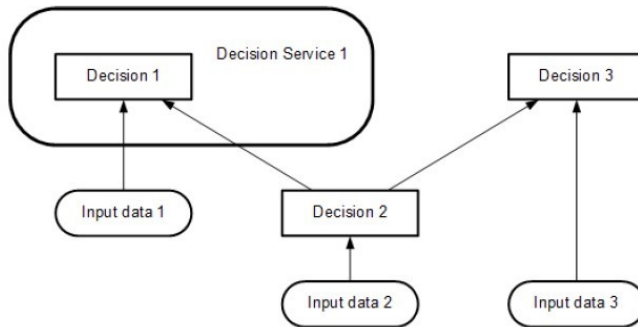 Decision Service 1
Decision 1
Decision 3
Input data 1
Decision 2
Input data 2
Input data 3